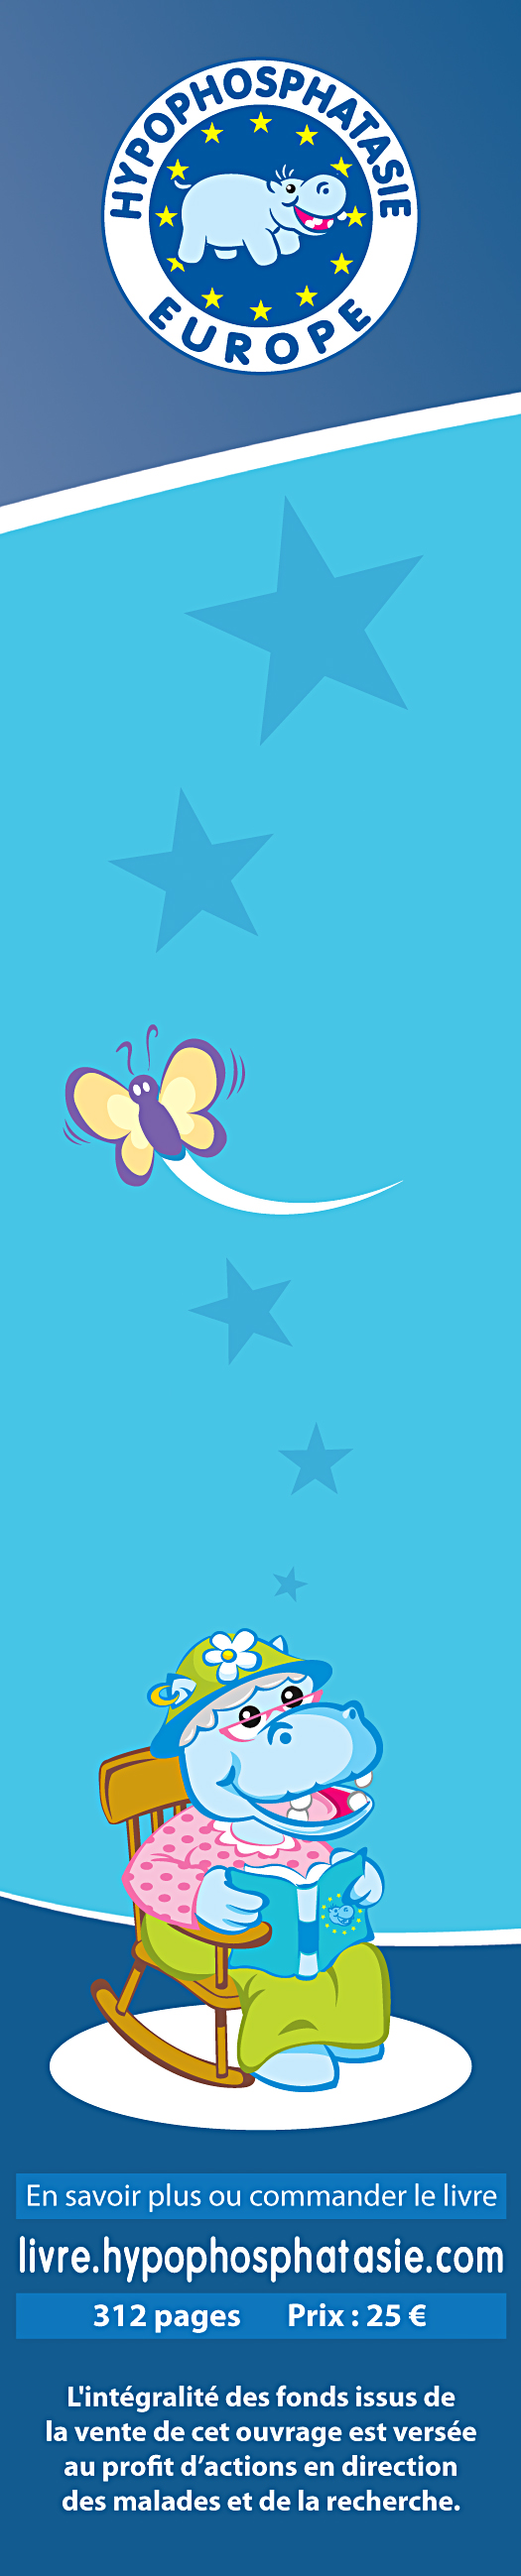 HYPOPHOSPHATASIE
EUROPE
En savoir plus ou commander le livre
livre.hypophosphatasie.com
312 pages Prix : 25 €
L'intégralité des fonds issus de
la vente de cet ouvrage est versée
au profit d’actions en direction
des malades et de la recherche.